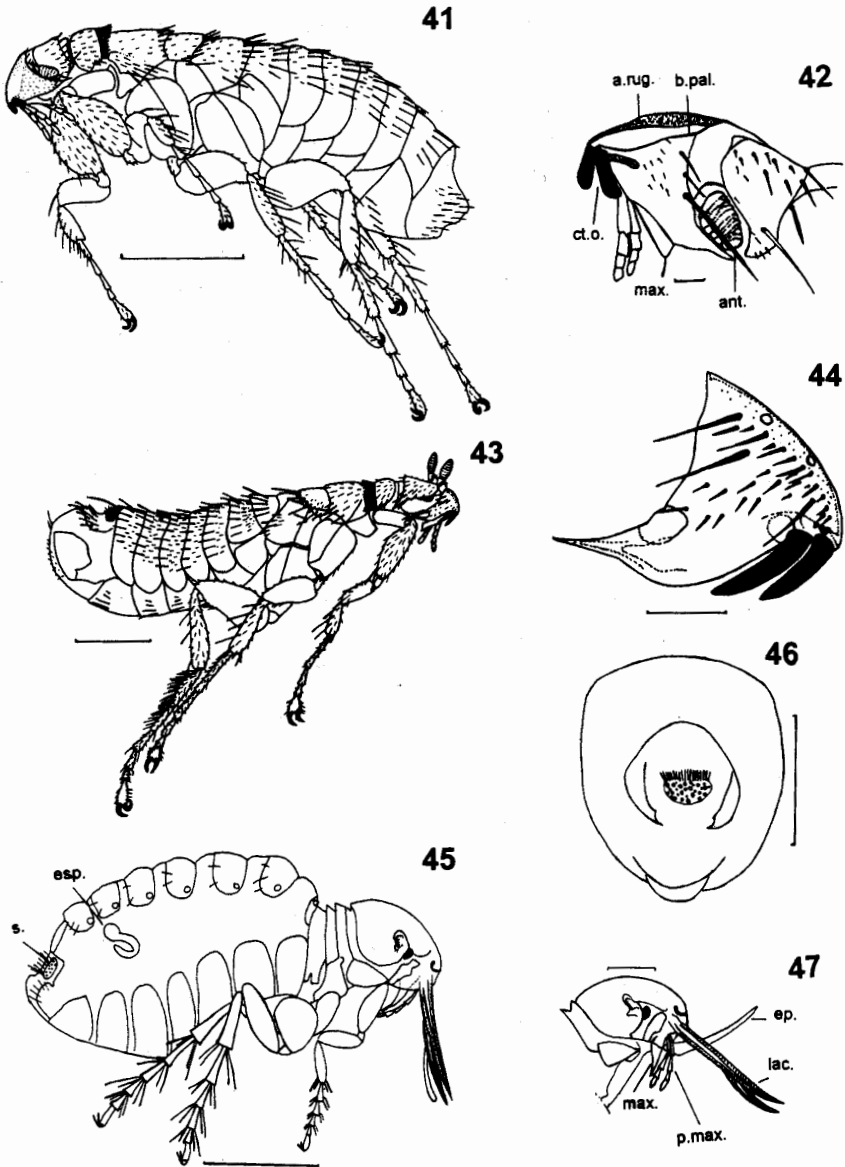 41
42
a.rug. b.pal.
ct.o.
max.
ant.
43
44
45
esp.
s.
46
47
ep.
lac.
max.
p.max.